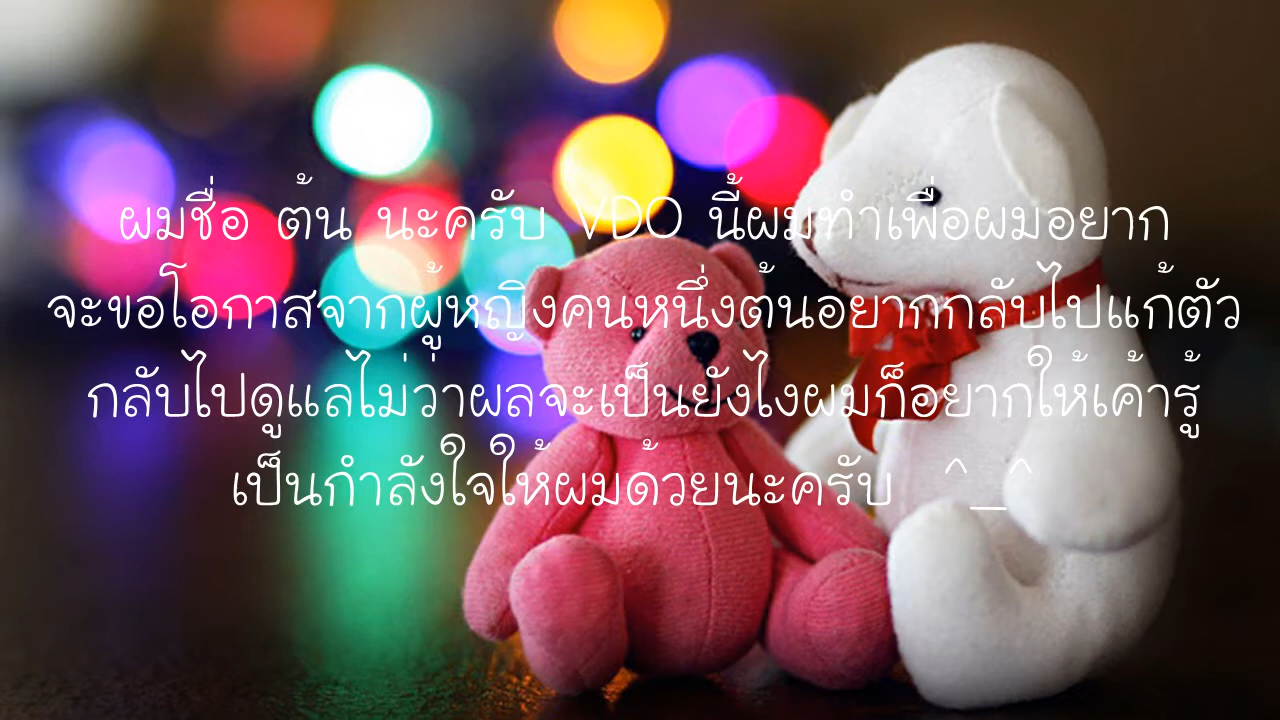 ผมชื่อ ต้น นะครับ VDO นี้ผมทำเพื่อผมอยาก
จะขอโอกาสจากผู้หญิงคนหนึ่งต้นอยากกลับไปแก้ตัว
กลับไปดูแลไม่ว่าผลจะเป็นยังไงผมก็อยากให้เค้ารู้
เป็นกำลังใจให้ผมด้วยนะครับ ^_^